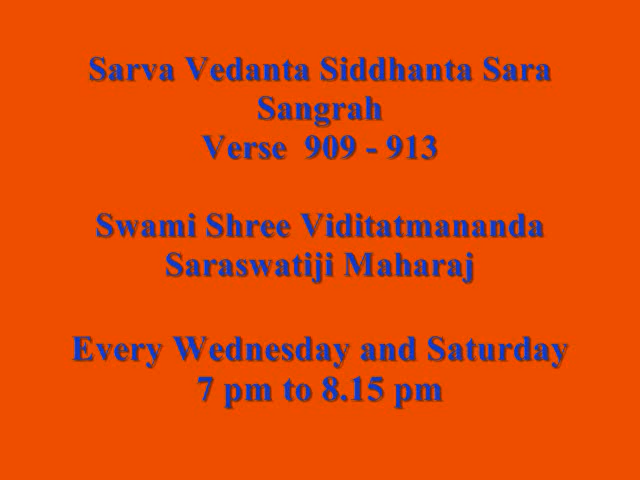 Sarva Vedanta Siddhanta Sara
Sangrah
Verse 909 - 913
Swami Shree Viditatmananda
Saraswatiji Maharaj
Every Wednesday and Saturday
7 pm to 8.15 pm